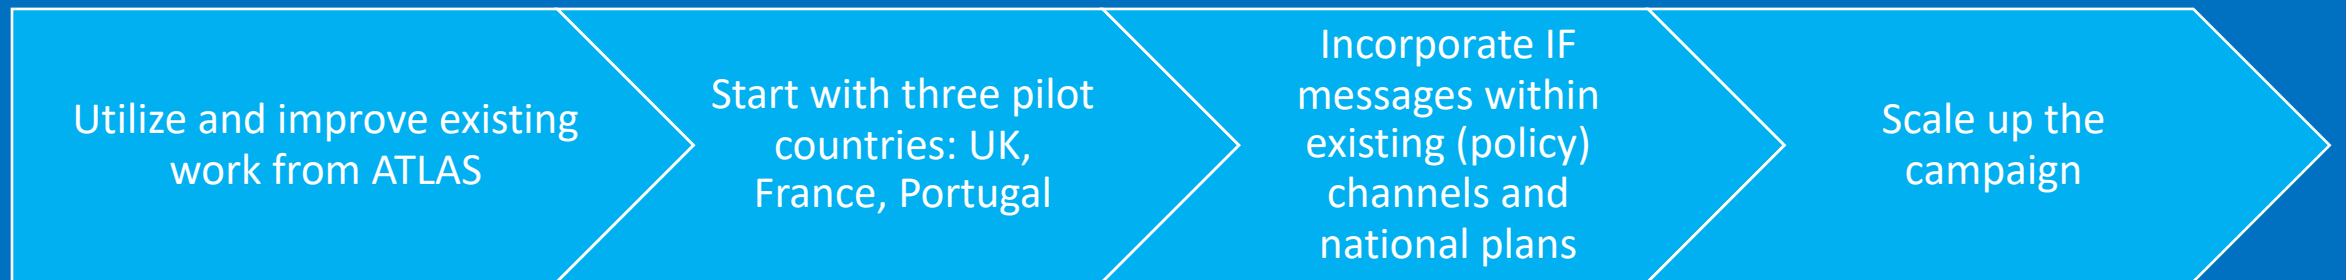 Utilize and improve existing
work from ATLAS
Start with three pilot
countries: UK,
France, Portugal
Incorporate IF
messages within
existing (policy)
channels and
national plans
Scale up the
campaign